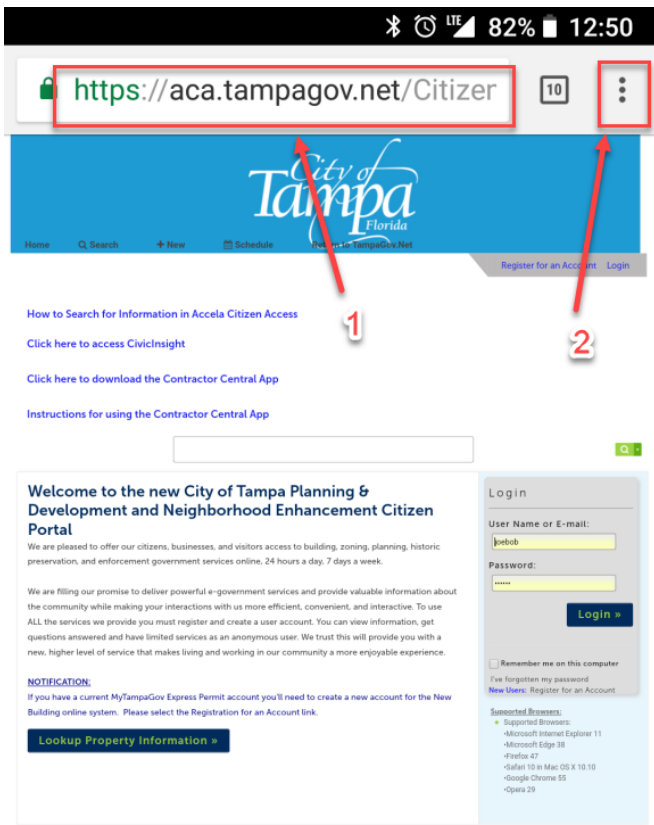 LTE 82% 12:50
https://aca.tampagov.net/Citizer
10
City of
Tampa
Florida
Home Q Search + New Schedule Return to TampaGov.Net
Register for an Account Login
1
2
How to Search for Information in Accela Citizen Access
Click here to access CivicInsight
Click here to download the Contractor Central App
Instructions for using the Contractor Central App
Welcome to the new City of Tampa Planning &
Development and Neighborhood Enhancement Citizen
Portal
We are pleased to offer our citizens, businesses, and visitors access to building, zoning, planning, historic
preservation, and enforcement government services online, 24 hours a day, 7 days a week.
We are filling our promise to deliver powerful e-government services and provide valuable information about
the community while making your interactions with us more efficient, convenient, and interactive. To use
ALL the services we provide you must register and create a user account. You can view information, get
questions answered and have limited services as an anonymous user. We trust this will provide you with a
new, higher level of service that makes living and working in our community a more enjoyable experience.
NOTIFICATION:
If you have a current MyTampaGov Express Permit account you'll need to create a new account for the New
Building online system. Please select the Registration for an Account link.
Lookup Property Information »
Login
User Name or E-mail:
joebob
Password:
••••••
Login »
Remember me on this computer
I've forgotten my password
New Users: Register for an Account
Supported Browsers:
Supported Browsers:
•Microsoft Internet Explorer 11
•Microsoft Edge 38
•Firefox 47
•Safari 10 in Mac OS X 10.10
•Google Chrome 55
•Opera 29